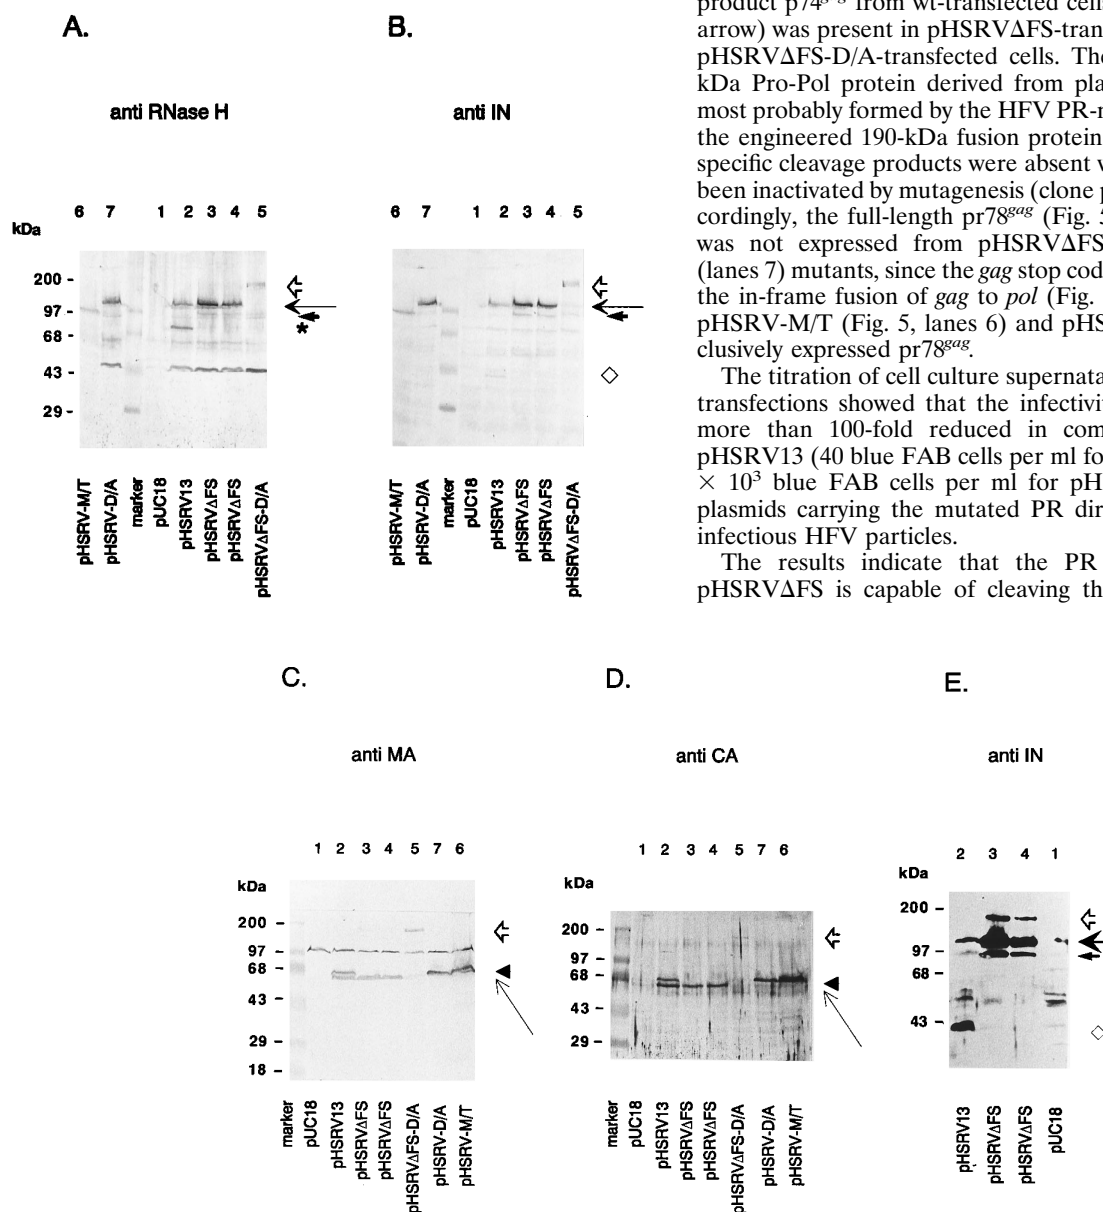 A.
B.
anti RNase H
anti IN
6 7 1 2 3 4 5
6 7 1 2 3 4 5
kDa
200 -
97 -
68 -
43 -
29 -
*
200 -
97 -
68 -
43 -
29 -
pHSRV-M/T
pHSRV-D/A
marker
pUC18
pHSRV13
pHSRVΔFS
pHSRVΔFS
pHSRVΔFS-D/A
pHSRV-M/T
pHSRV-D/A
marker
pUC18
pHSRV13
pHSRVΔFS
pHSRVΔFS
pHSRVΔFS-D/A
product p74gag from wt-transfected cells
arrow) was present in pHSRVΔFS-tran
pHSRVΔFS-D/A-transfected cells. The
kDa Pro-Pol protein derived from pla
most probably formed by the HFV PR-r
the engineered 190-kDa fusion protein
specific cleavage products were absent v
been inactivated by mutagenesis (clone p
cordingly, the full-length pr78gag (Fig. 5
was not expressed from pHSRVΔFS
(lanes 7) mutants, since the gag stop cod
the in-frame fusion of gag to pol (Fig.
pHSRV-M/T (Fig. 5, lanes 6) and pHS
clusively expressed pr78gag.
The titration of cell culture supernata
transfections showed that the infectivi
more than 100-fold reduced in com
pHSRV13 (40 blue FAB cells per ml fo
× 10³ blue FAB cells per ml for pH
plasmids carrying the mutated PR dir
infectious HFV particles.
The results indicate that the PR
pHSRVΔFS is capable of cleaving th
C.
D.
E.
anti MA
anti CA
anti IN
1 2 3 4 5 7 6
1 2 3 4 5 7 6
2 3 4 1
kDa
200 -
97 -
68 -
43 -
29 -
18 -
kDa
200 -
97 -
68 -
43 -
29 -
kDa
200 -
97 -
68 -
43 -
marker
pUC18
pHSRV13
pHSRVΔFS
pHSRVΔFS
pHSRVΔFS-D/A
pHSRV-D/A
pHSRV-M/T
marker
pUC18
pHSRV13
pHSRVΔFS
pHSRVΔFS
pHSRVΔFS-D/A
pHSRV-D/A
pHSRV-M/T
pHSRV13
pHSRVΔFS
pHSRVΔFS
pUC18